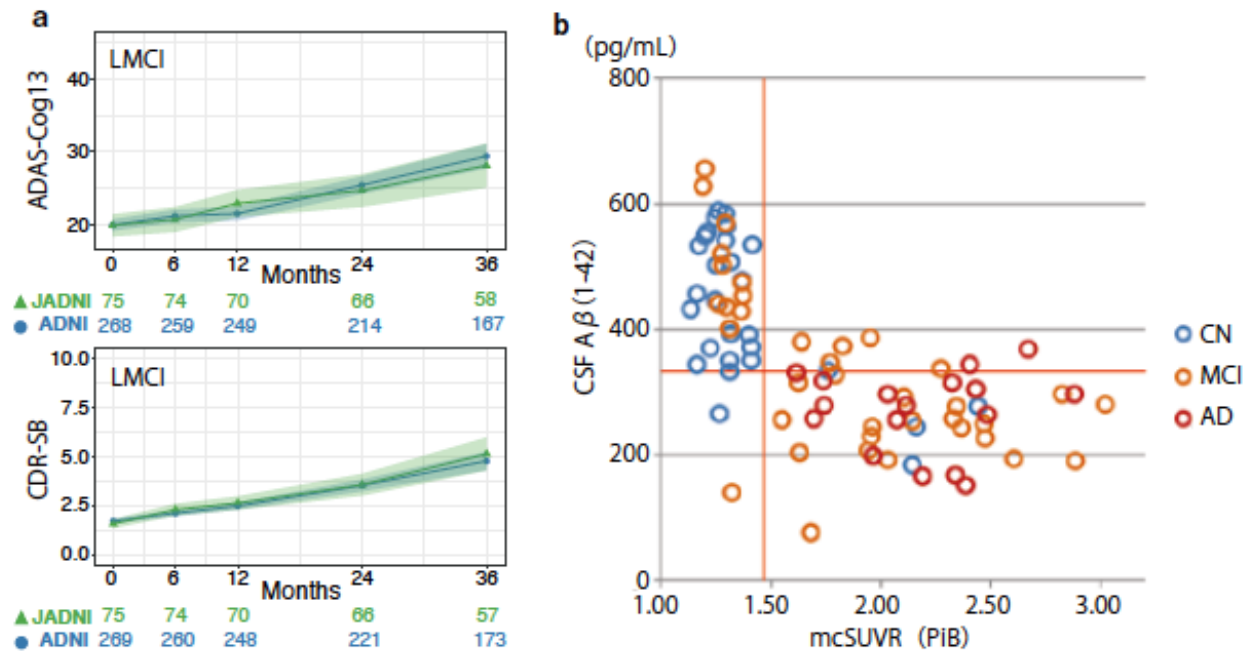 a
LMCI
ADAS-Cog13
40
30
20
0 6 12 24 36
Months
▲ JADNI 75 74 70 66 58
● ADNI 268 259 249 214 167
LMCI
CDR-SB
10.0
7.5
5.0
2.5
0.0
0 6 12 24 36
Months
▲ JADNI 75 74 70 66 57
● ADNI 269 260 248 221 173
b
(pg/mL)
CSF Aβ(1-42)
800
600
400
200
0
1.00 1.50 2.00 2.50 3.00
mcSUVR (PiB)
CN
MCI
AD